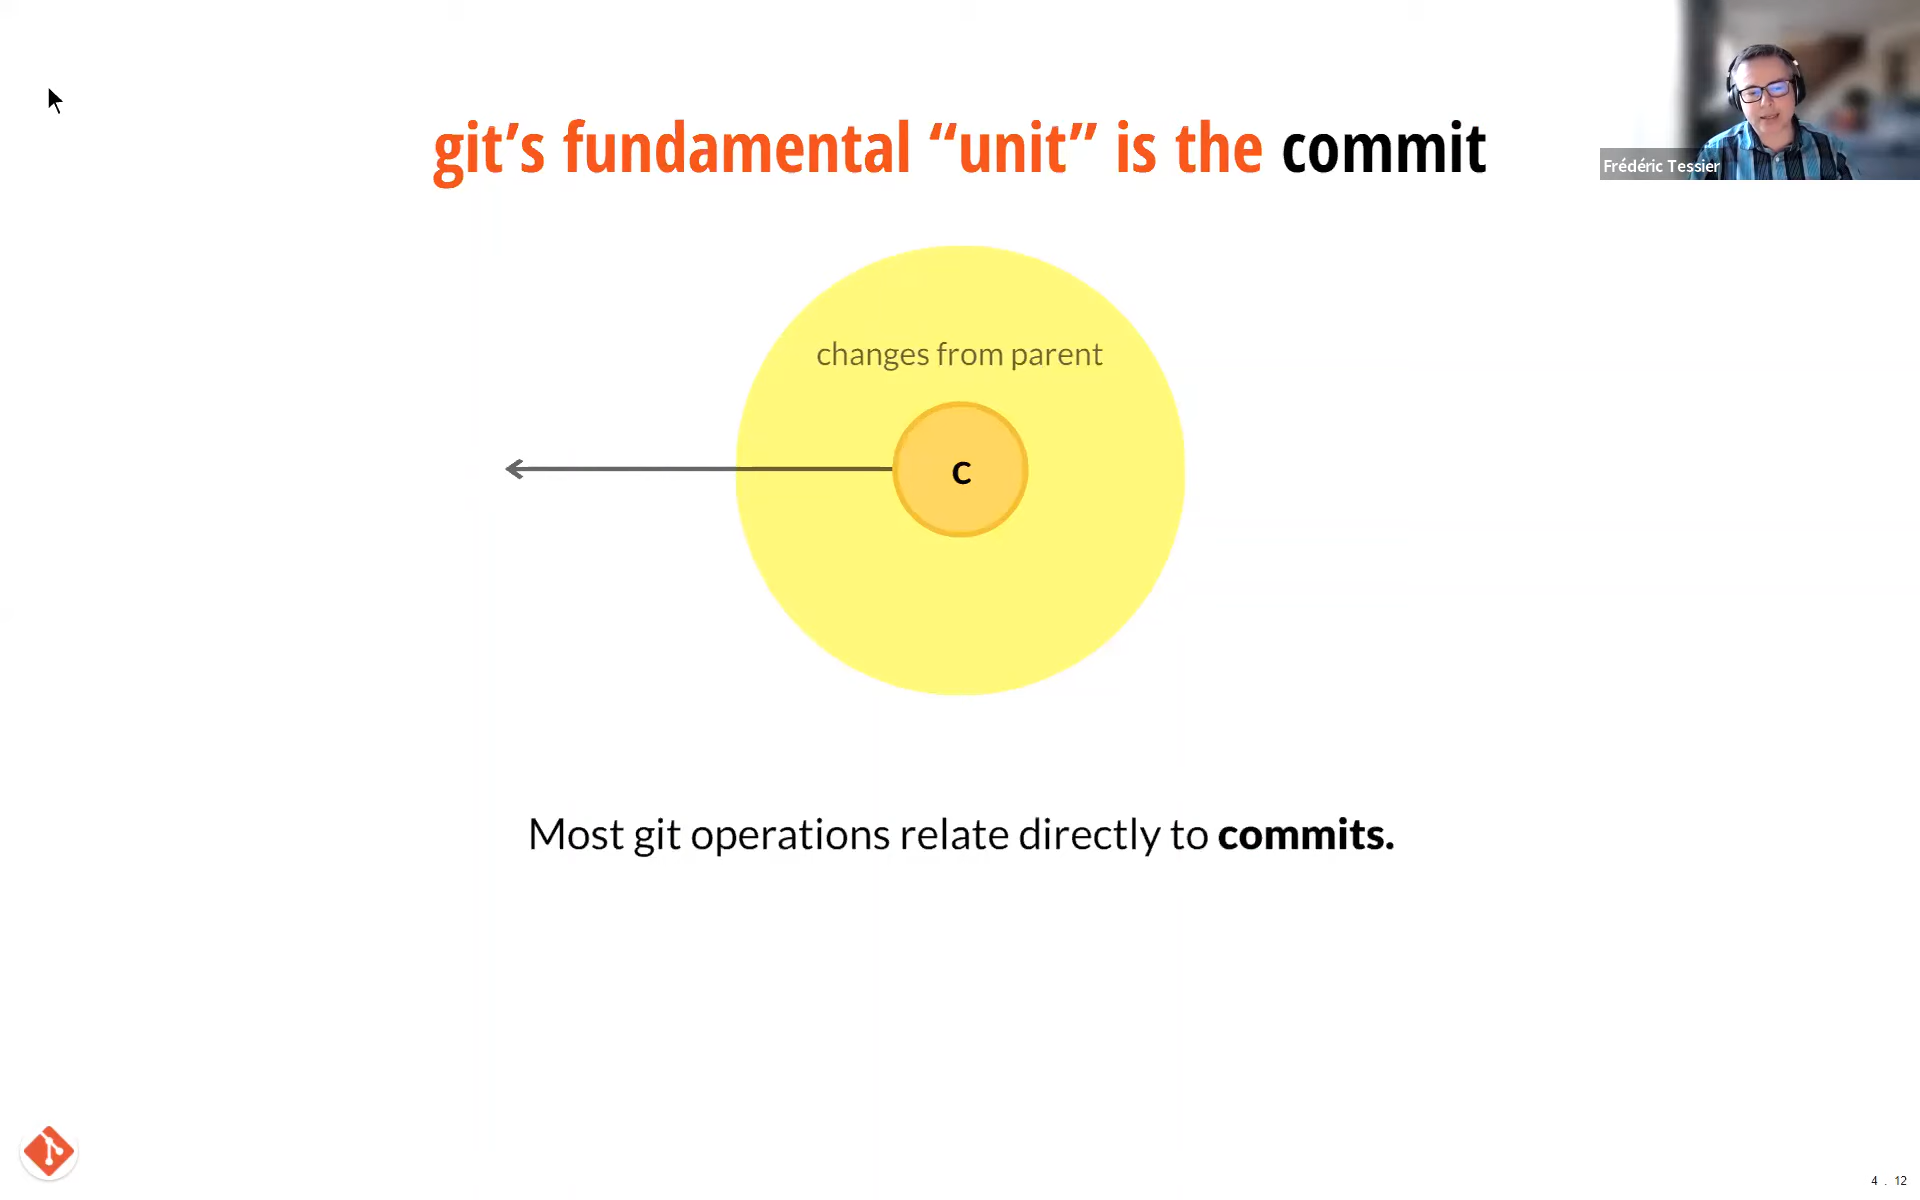 git’s fundamental “unit” is the commit
Frédéric Tessier
changes from parent
c
Most git operations relate directly to commits.
4 . 12